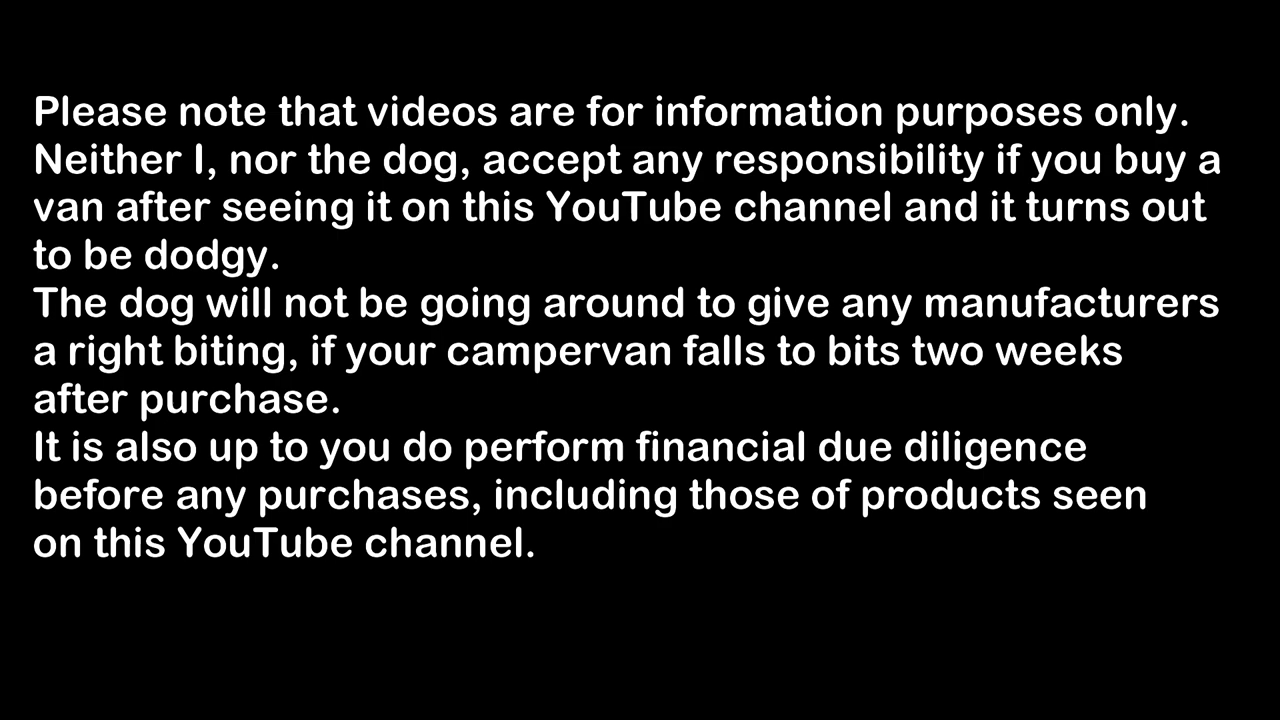 Please note that videos are for information purposes only.
Neither I, nor the dog, accept any responsibility if you buy a
van after seeing it on this YouTube channel and it turns out
to be dodgy.
The dog will not be going around to give any manufacturers
a right biting, if your campervan falls to bits two weeks
after purchase.
It is also up to you do perform financial due diligence
before any purchases, including those of products seen
on this YouTube channel.